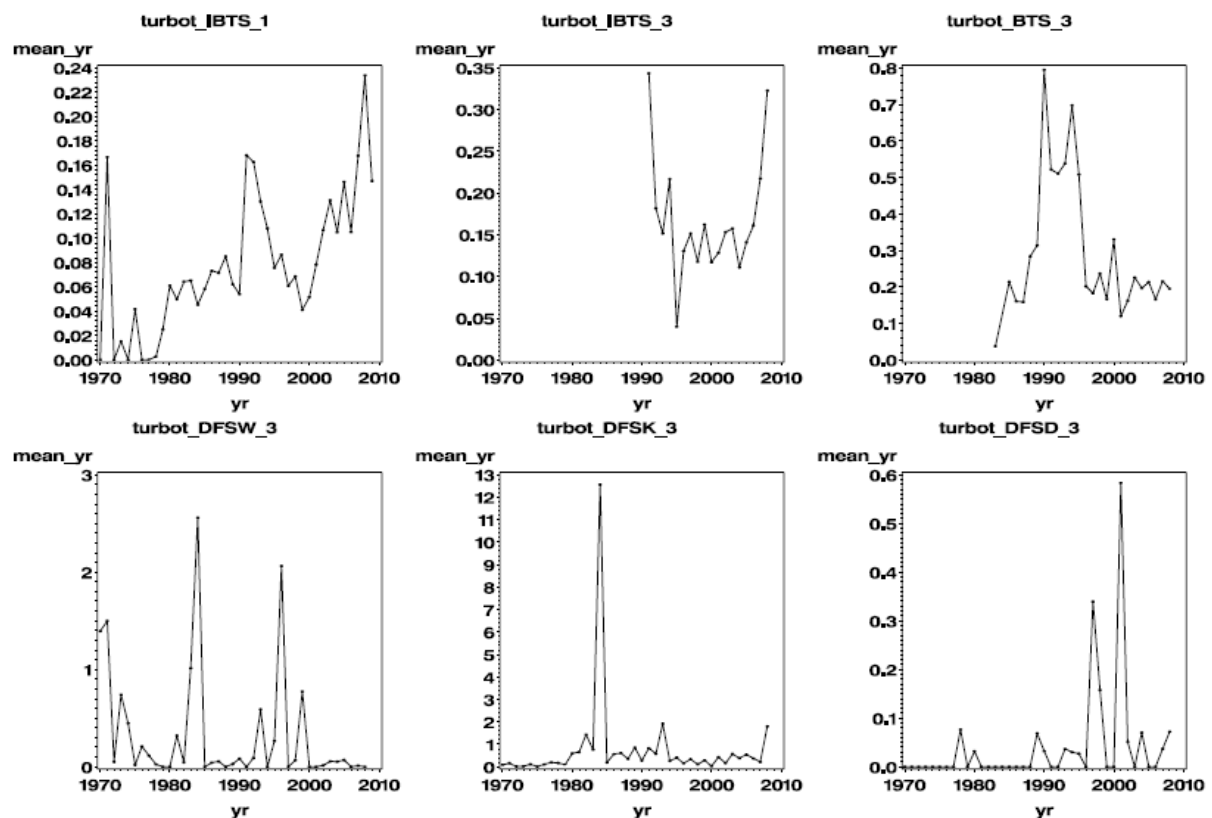 turbot_IBTS_1
mean_yr
0.24
0.22
0.20
0.18
0.16
0.14
0.12
0.10
0.08
0.06
0.04
0.02
0.00
1970 1980 1990 2000 2010
yr
turbot_IBTS_3
mean_yr
0.35
0.30
0.25
0.20
0.15
0.10
0.05
0.00
1970 1980 1990 2000 2010
yr
turbot_BTS_3
mean_yr
0.8
0.7
0.6
0.5
0.4
0.3
0.2
0.1
0.0
1970 1980 1990 2000 2010
yr
turbot_DFSW_3
mean_yr
3
2
1
0
1970 1980 1990 2000 2010
yr
turbot_DFSK_3
mean_yr
13
12
11
10
9
8
7
6
5
4
3
2
1
0
1970 1980 1990 2000 2010
yr
turbot_DFSD_3
mean_yr
0.6
0.5
0.4
0.3
0.2
0.1
0.0
1970 1980 1990 2000 2010
yr